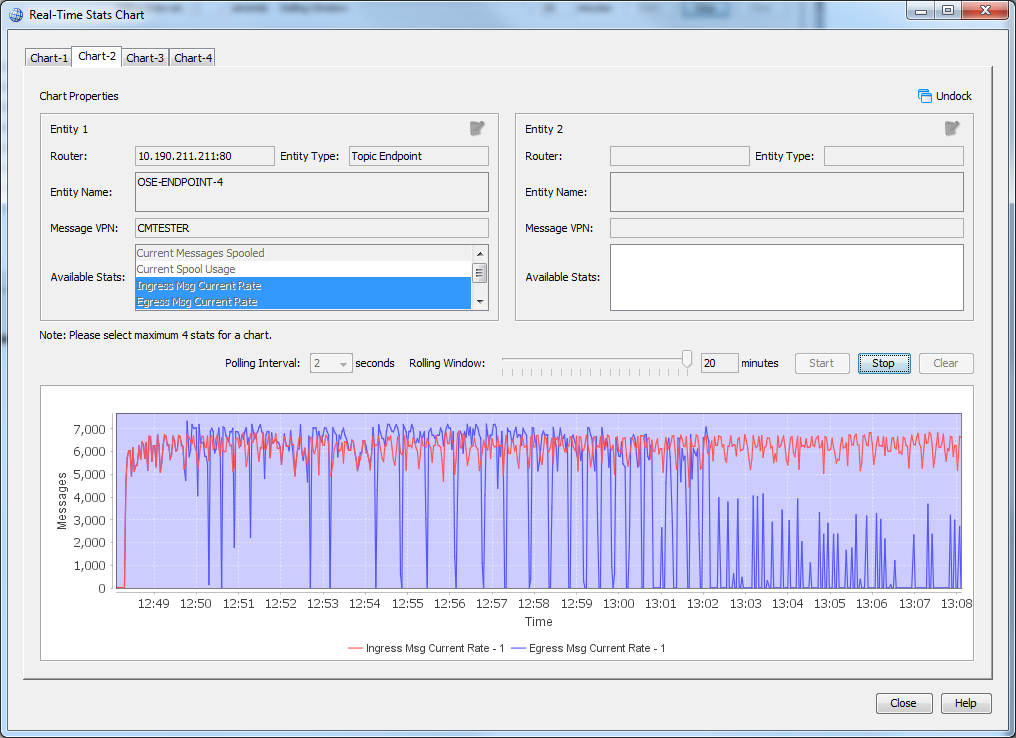 Real-Time Stats Chart
Chart-1 Chart-2 Chart-3 Chart-4
Chart Properties Undock
Entity 1
Router: 10.190.211.211:80 Entity Type: Topic Endpoint
Entity Name: OSE-ENDPOINT-4
Message VPN: CMTESTER
Available Stats:
Current Messages Spooled
Current Spool Usage
Ingress Msg Current Rate
Egress Msg Current Rate
Entity 2
Router: Entity Type:
Entity Name:
Message VPN:
Available Stats:
Note: Please select maximum 4 stats for a chart.
Polling Interval: 2 seconds Rolling Window: 20 minutes Start Stop Clear
Messages
7,000
6,000
5,000
4,000
3,000
2,000
1,000
0
12:49 12:50 12:51 12:52 12:53 12:54 12:55 12:56 12:57 12:58 12:59 13:00 13:01 13:02 13:03 13:04 13:05 13:06 13:07 13:08
Time
Ingress Msg Current Rate - 1 Egress Msg Current Rate - 1
Close Help